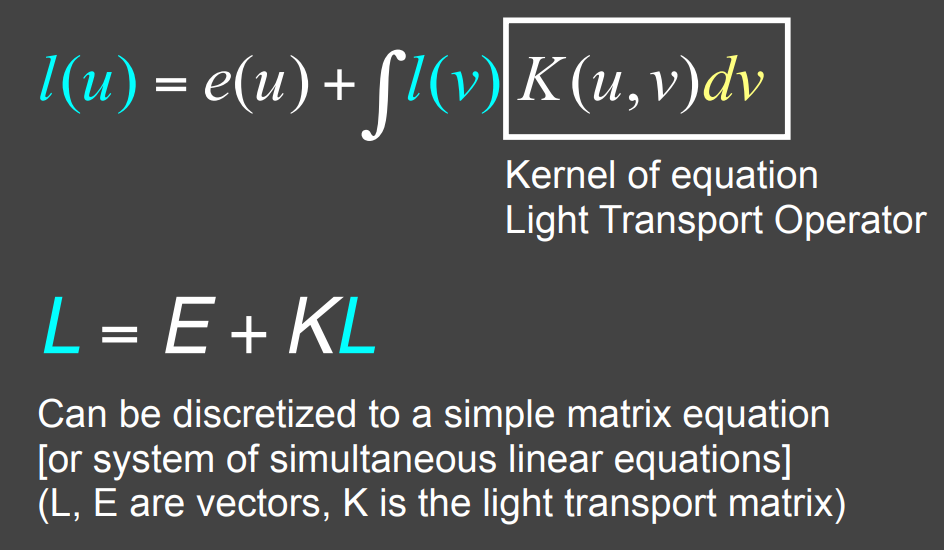 l(u) = e(u) + ∫l(v) K(u,v)dv
Kernel of equation
Light Transport Operator
L = E + KL
Can be discretized to a simple matrix equation
[or system of simultaneous linear equations]
(L, E are vectors, K is the light transport matrix)